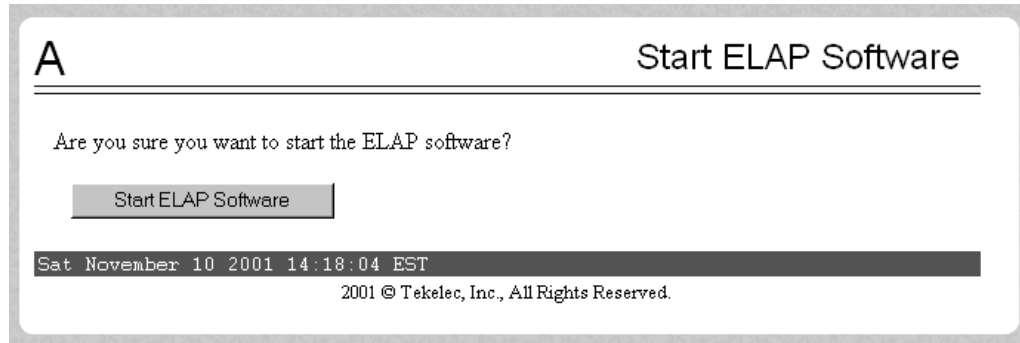 A
Start ELAP Software
Are you sure you want to start the ELAP software?
Start ELAP Software
Sat November 10 2001 14:18:04 EST
2001 © Tekelec, Inc., All Rights Reserved.